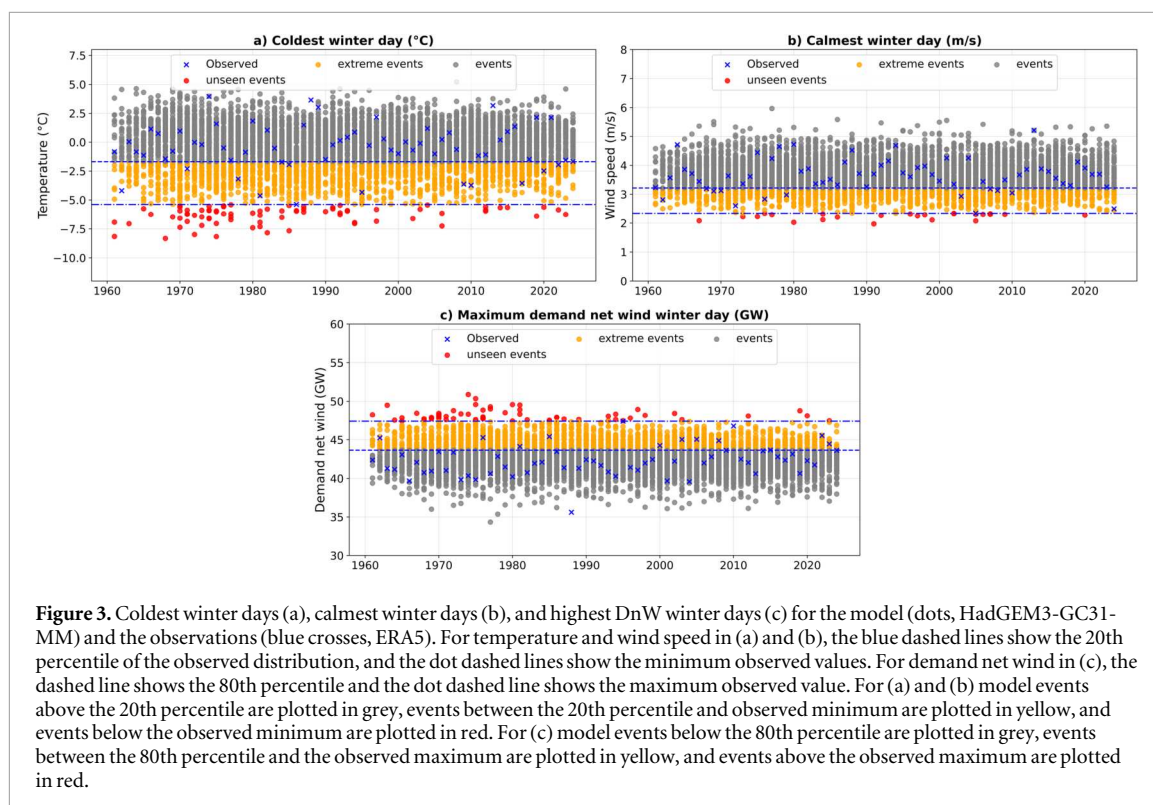 a) Coldest winter day (°C)
Observed
extreme events
events
unseen events
Temperature (°C)
7.5
5.0
2.5
0.0
−2.5
−5.0
−7.5
−10.0
1960 1970 1980 1990 2000 2010 2020
b) Calmest winter day (m/s)
Observed
extreme events
events
unseen events
Wind speed (m/s)
8
7
6
5
4
3
2
1
0
1960 1970 1980 1990 2000 2010 2020
c) Maximum demand net wind winter day (GW)
Observed
extreme events
events
unseen events
Demand net wind (GW)
60
55
50
45
40
35
30
1960 1970 1980 1990 2000 2010 2020
Figure 3. Coldest winter days (a), calmest winter days (b), and highest DnW winter days (c) for the model (dots, HadGEM3-GC31-
MM) and the observations (blue crosses, ERA5). For temperature and wind speed in (a) and (b), the blue dashed lines show the 20th
percentile of the observed distribution, and the dot dashed lines show the minimum observed values. For demand net wind in (c), the
dashed line shows the 80th percentile and the dot dashed line shows the maximum observed value. For (a) and (b) model events
above the 20th percentile are plotted in grey, events between the 20th percentile and observed minimum are plotted in yellow, and
events below the observed minimum are plotted in red. For (c) model events below the 80th percentile are plotted in grey, events
between the 80th percentile and the observed maximum are plotted in yellow, and events above the observed maximum are plotted
in red.